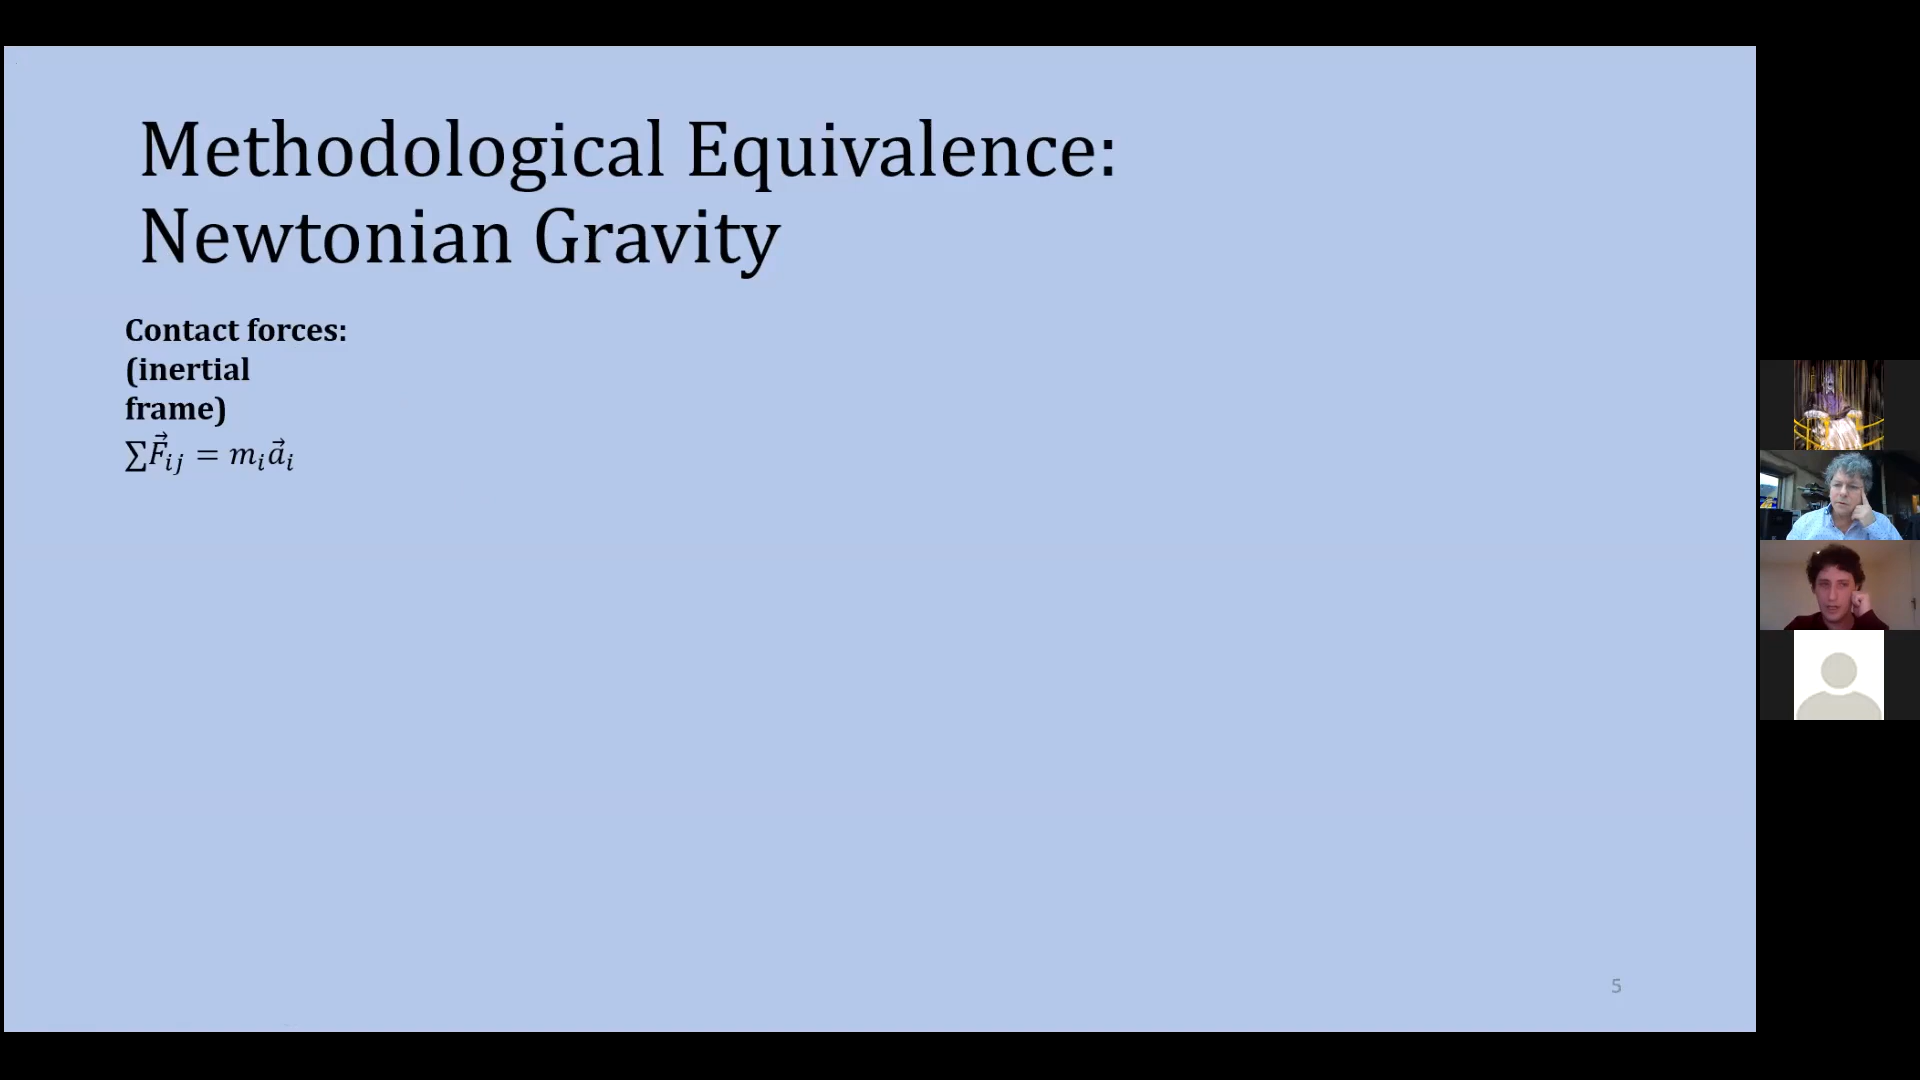 Methodological Equivalence:
Newtonian Gravity
Contact forces:
(inertial
frame)
∑F⃗ᵢⱼ = mᵢa⃗ᵢ
5